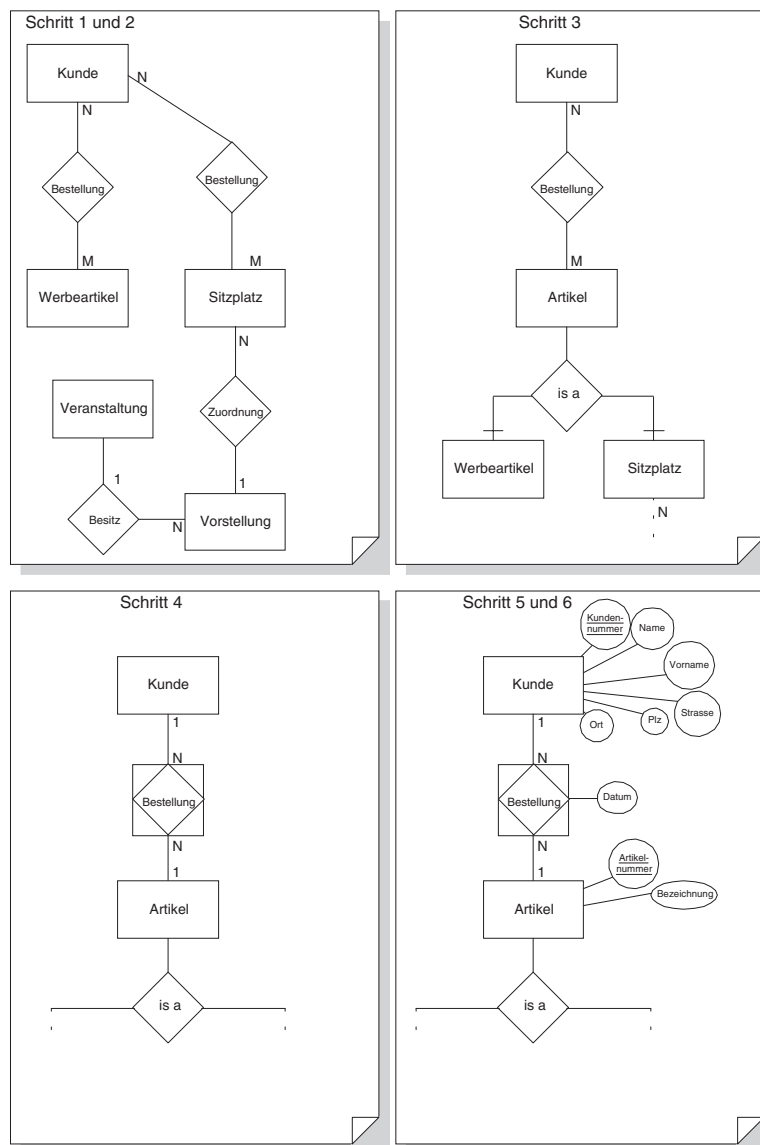 Schritt 1 und 2
Kunde
N
N
Bestellung
Bestellung
M
M
Werbeartikel
Sitzplatz
N
Veranstaltung
Zuordnung
1
1
Besitz
N
Vorstellung
Schritt 3
Kunde
N
Bestellung
M
Artikel
is a
Werbeartikel
Sitzplatz
N
Schritt 4
Kunde
1
N
Bestellung
N
1
Artikel
is a
Schritt 5 und 6
Kunden-
nummer
Name
Kunde
Vorname
Strasse
Plz
Ort
1
N
Bestellung
Datum
N
1
Artikel-
nummer
Bezeichnung
Artikel
is a